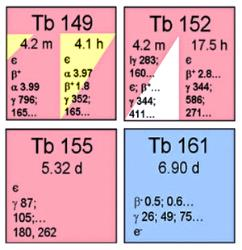 Tb 149
4.2 m 4.1 h
ϵ
β⁺
α 3.99
γ 796;
165...
ϵ
α 3.97
β⁺ 1.8
γ 352;
165...
Tb 152
4.2 m 17.5 h
Iγ 283;
160...
ϵ; β⁺...
γ 344;
411...
ϵ
β⁺ 2.8...
γ 344;
586;
271...
Tb 155
5.32 d
ϵ
γ 87;
105;...
180, 262
Tb 161
6.90 d
β⁻ 0.5; 0.6...
γ 26; 49; 75...
e⁻